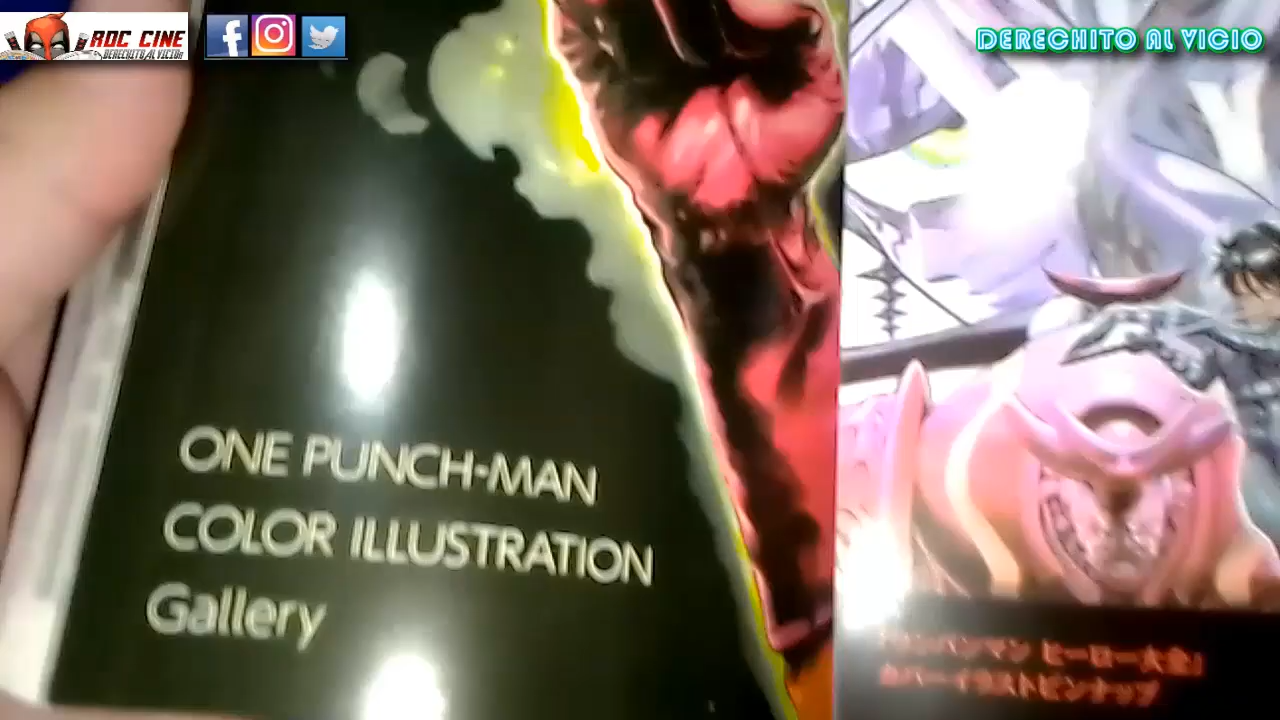 ROC CINE
DERECHITO AL VICIO
DERECHITO AL VICIO
ONE PUNCH-MAN
COLOR ILLUSTRATION
Gallery
『ワンパンマン ヒーロー大全』
カバーイラストピンナップ